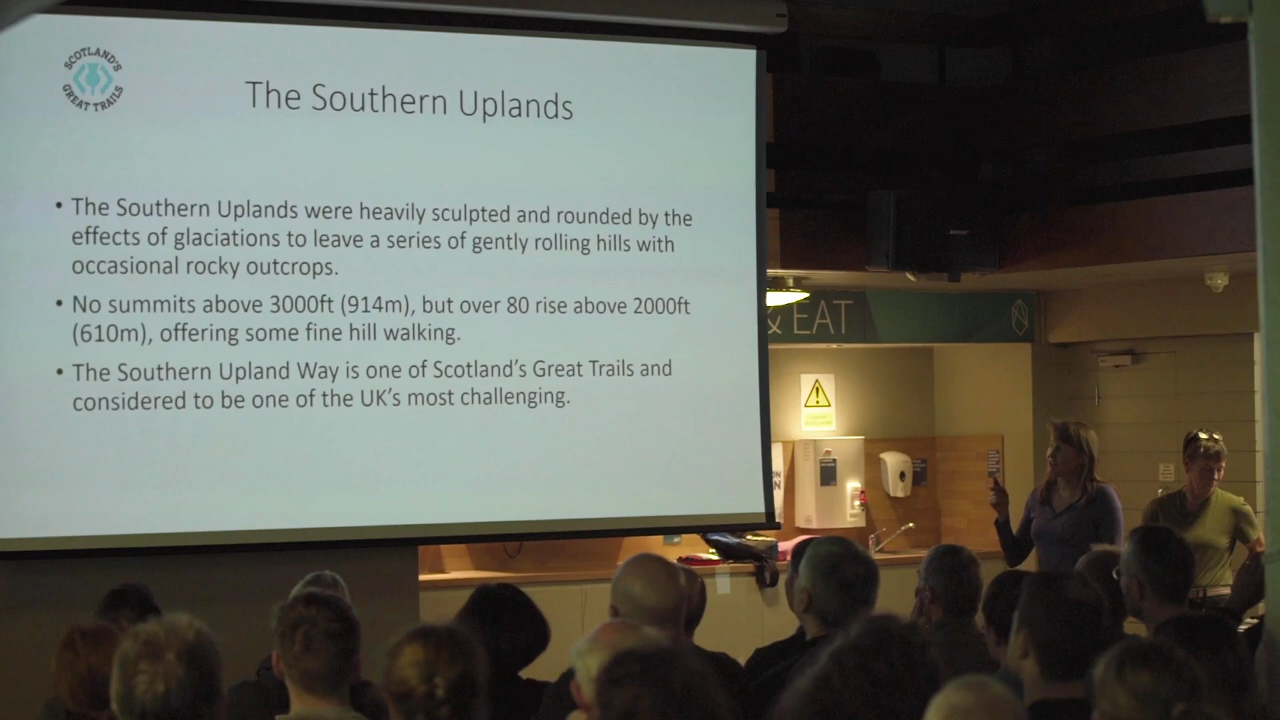 SCOTLAND'S
GREAT TRAILS
The Southern Uplands
• The Southern Uplands were heavily sculpted and rounded by the
effects of glaciations to leave a series of gently rolling hills with
occasional rocky outcrops.
• No summits above 3000ft (914m), but over 80 rise above 2000ft
(610m), offering some fine hill walking.
• The Southern Upland Way is one of Scotland's Great Trails and
considered to be one of the UK's most challenging.
& EAT